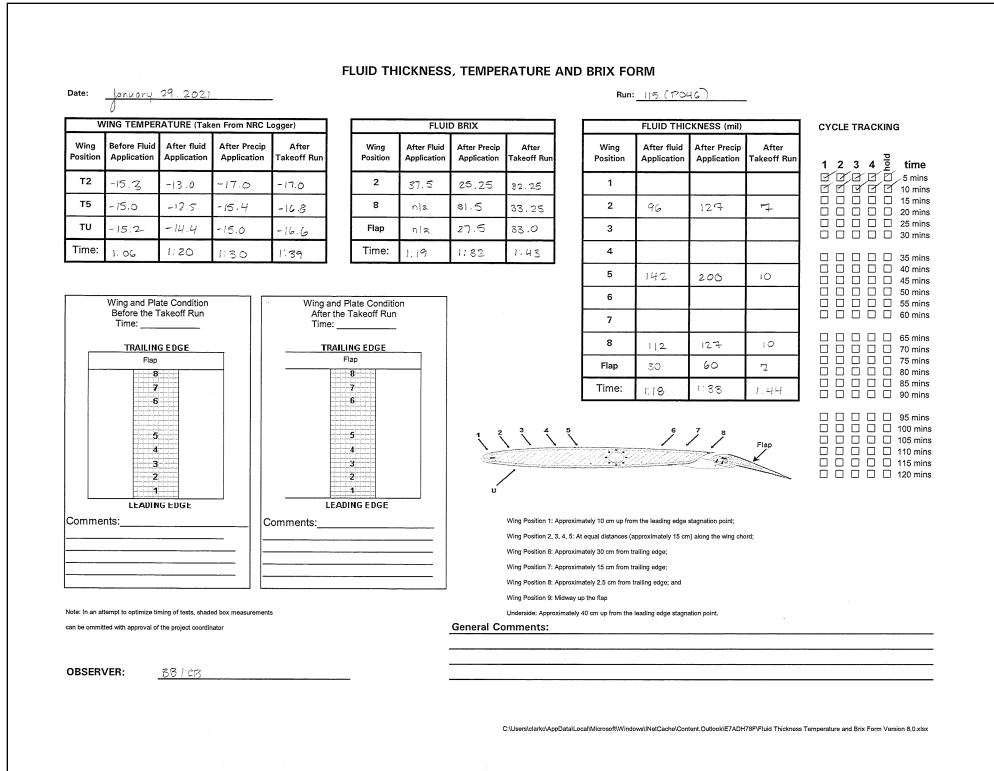 FLUID THICKNESS, TEMPERATURE AND BRIX FORM
Date: January 29, 2021 Run: 115 (P046)
WING TEMPERATURE (Taken From NRC Logger)
Wing Position Before Fluid Application After fluid Application After Precip Application After Takeoff Run
T2 -15.3 -13.0 -17.0 -17.0
T5 -15.0 -12.5 -15.4 -16.8
TU -15.2 -14.4 -15.0 -16.6
Time: 1:06 1:20 1:30 1:39
FLUID BRIX
Wing Position After Fluid Application After Precip Application After Takeoff Run
2 37.5 25.25 32.25
8 n/a 31.5 33.25
Flap n/a 27.5 33.0
Time: 1:19 1:32 1:43
FLUID THICKNESS (mil)
Wing Position After fluid Application After Precip Application After Takeoff Run
1
2 96 127 7
3
4
5 142 200 10
6
7
8 112 127 10
Flap 30 60 7
Time: 1:18 1:33 1:44
CYCLE TRACKING
1 2 3 4 hold time
5 mins
10 mins
15 mins
20 mins
25 mins
30 mins
35 mins
40 mins
45 mins
50 mins
55 mins
60 mins
65 mins
70 mins
75 mins
80 mins
85 mins
90 mins
95 mins
100 mins
105 mins
110 mins
115 mins
120 mins
Wing and Plate Condition
Before the Takeoff Run
Time:
TRAILING EDGE
Flap
8
7
6
5
4
3
2
1
LEADING EDGE
Comments:
Wing and Plate Condition
After the Takeoff Run
Time:
TRAILING EDGE
Flap
8
7
6
5
4
3
2
1
LEADING EDGE
Comments:
1 2 3 4 5 6 7 8 Flap
U
Wing Position 1: Approximately 10 cm up from the leading edge stagnation point;
Wing Position 2, 3, 4, 5: At equal distances (approximately 15 cm) along the wing chord;
Wing Position 6: Approximately 30 cm from trailing edge;
Wing Position 7: Approximately 15 cm from trailing edge;
Wing Position 8: Approximately 2.5 cm from trailing edge; and
Wing Position 9: Midway up the flap
Underside: Approximately 40 cm up from the leading edge stagnation point.
Note: In an attempt to optimize timing of tests, shaded box measurements
can be ommitted with approval of the project coordinator
General Comments:
OBSERVER: BB / CB
C:\Users\clarkc\AppData\Local\Microsoft\Windows\INetCache\Content.Outlook\E7ADH78F\Fluid Thickness Temperature and Brix Form Version 8.0.xlsx